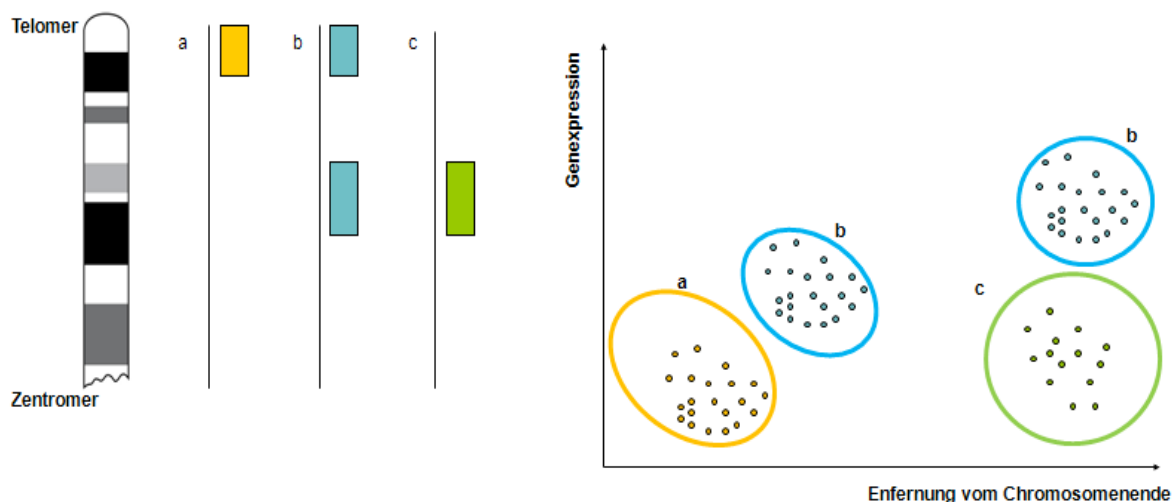 Telomer
a
b
c
Zentromer
Genexpression
b
b
a
c
Enfernung vom Chromosomenende